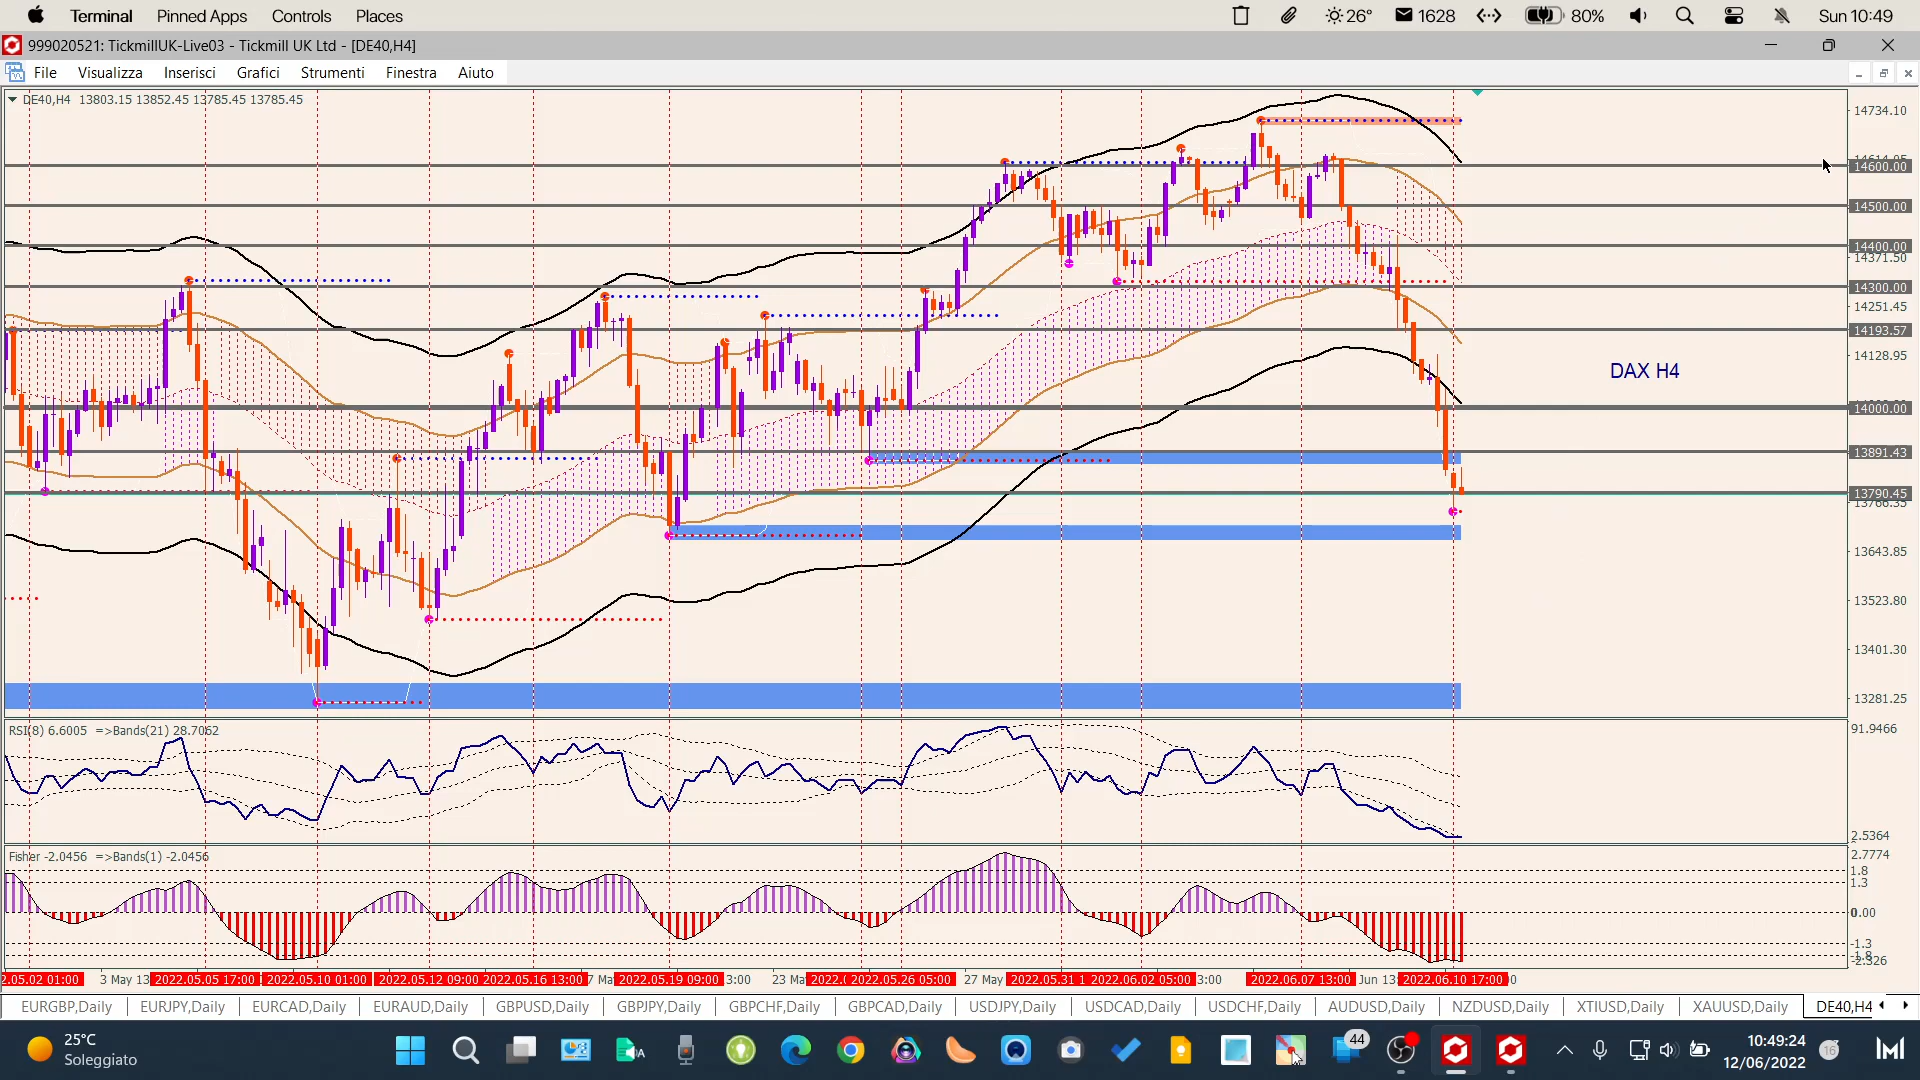 Terminal Pinned Apps Controls Places 26° 1628 80% Sun 10:49
999020521: TickmillUK-Live03 - Tickmill UK Ltd - [DE40,H4]
File Visualizza Inserisci Grafici Strumenti Finestra Aiuto
DE40,H4 13803.15 13852.45 13785.45 13785.45
14734.10
14600.00
14500.00
14400.00
14371.50
14300.00
14251.45
14193.57
14128.95
DAX H4
14000.00
13891.43
13790.45
13643.85
13523.80
13401.30
13281.25
RSI(8) 6.6005 =>Bands(21) 28.7062
91.9466
2.5364
Fisher -2.0456 =>Bands(1) -2.0456
2.7774
1.8
1.3
0.00
-1.3
-2.326
2.05.02 01:00 3 May 13 2022.05.05 17:00 2022.05.10 01:00 2022.05.12 09:00 2022.05.16 13:00 7 Ma 2022.05.19 09:00 3:00 23 Ma 2022.0 2022.05.26 05:00 27 May 2022.05.31 1 2022.06.02 05:00 3:00 2022.06.07 13:00 Jun 13: 2022.06.10 17:00
EURGBP,Daily EURJPY,Daily EURCAD,Daily EURAUD,Daily GBPUSD,Daily GBPJPY,Daily GBPCHF,Daily GBPCAD,Daily USDJPY,Daily USDCAD,Daily USDCHF,Daily AUDUSD,Daily NZDUSD,Daily XTIUSD,Daily XAUUSD,Daily DE40,H4
25°C
Soleggiato
44
10:49:24
12/06/2022
16